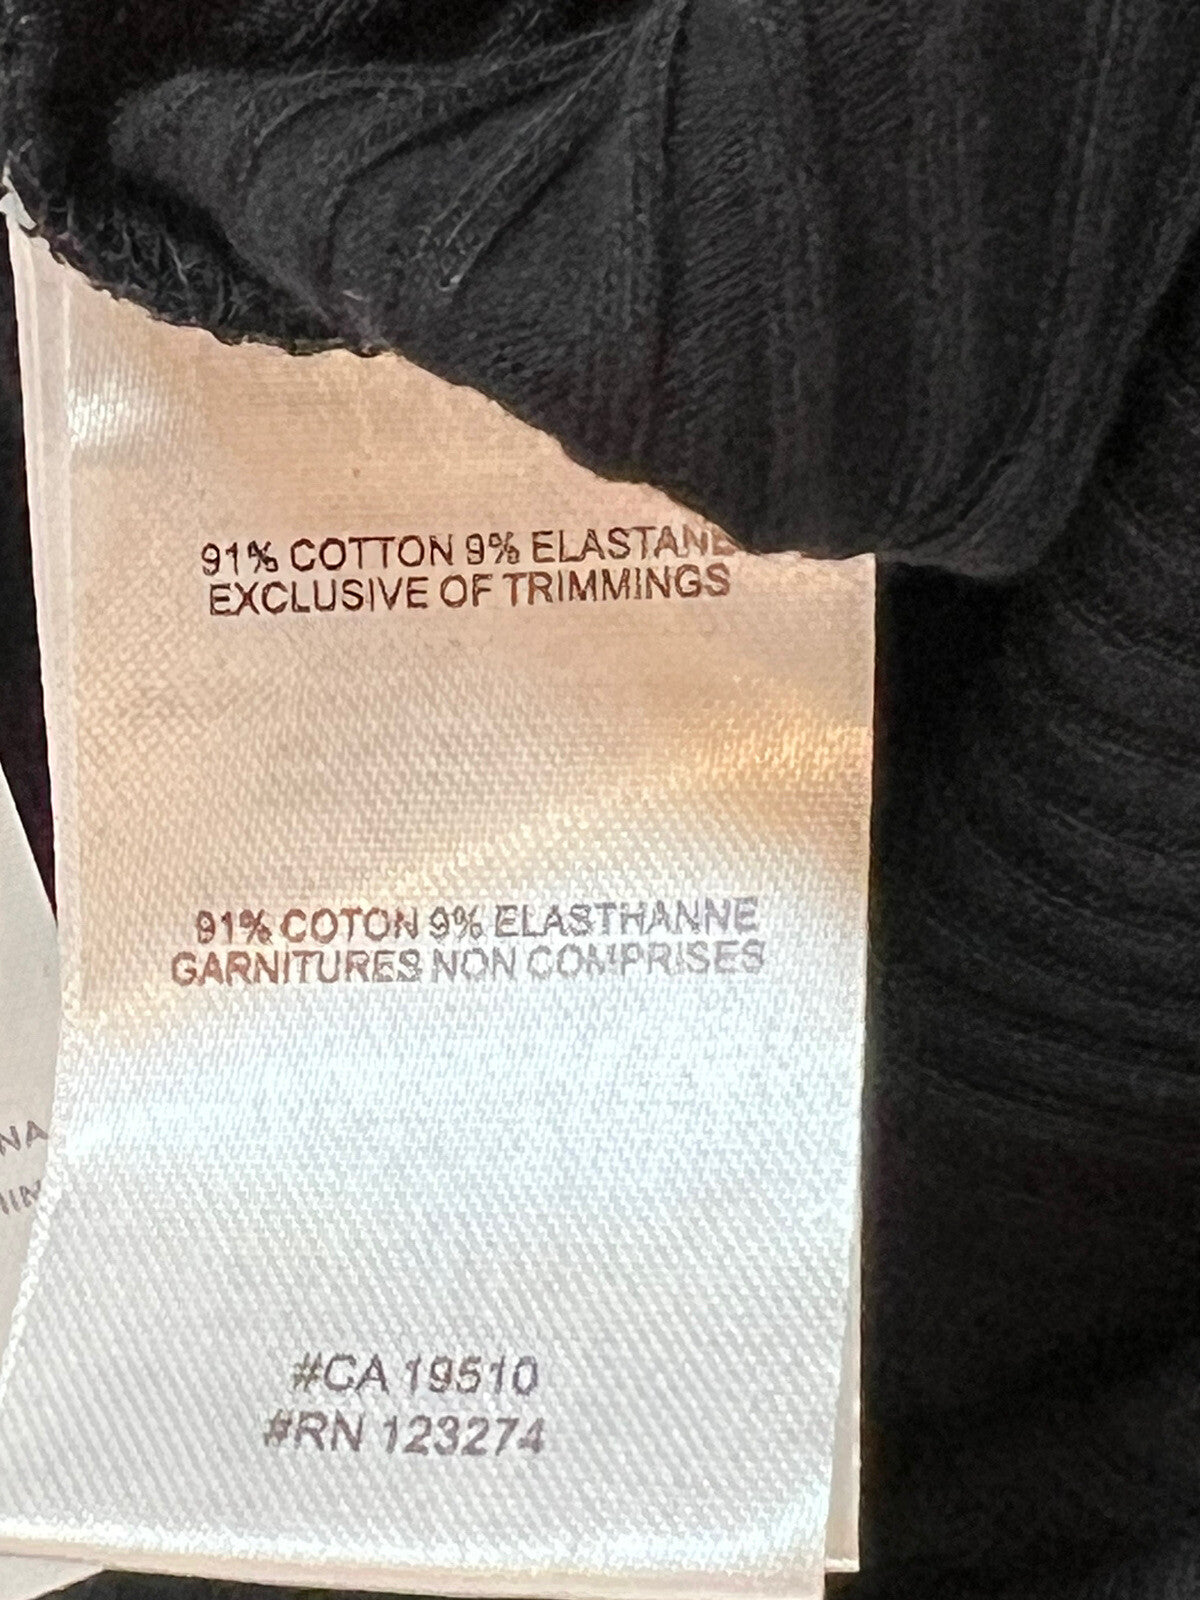 91% COTTON 9% ELASTANE
EXCLUSIVE OF TRIMMINGS
91% COTON 9% ELASTHANNE
GARNITURES NON COMPRISES
#CA 19510
#RN 123274